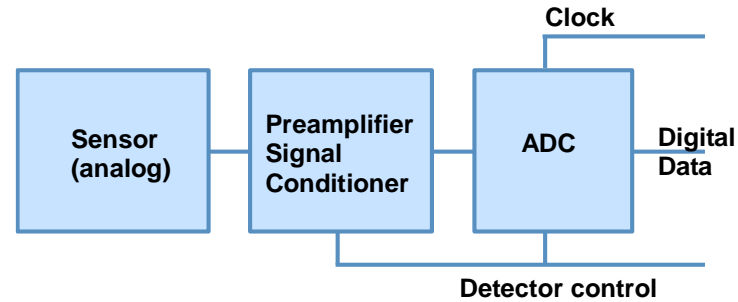 Clock
Sensor
(analog)
Preamplifier
Signal
Conditioner
ADC
Digital
Data
Detector control